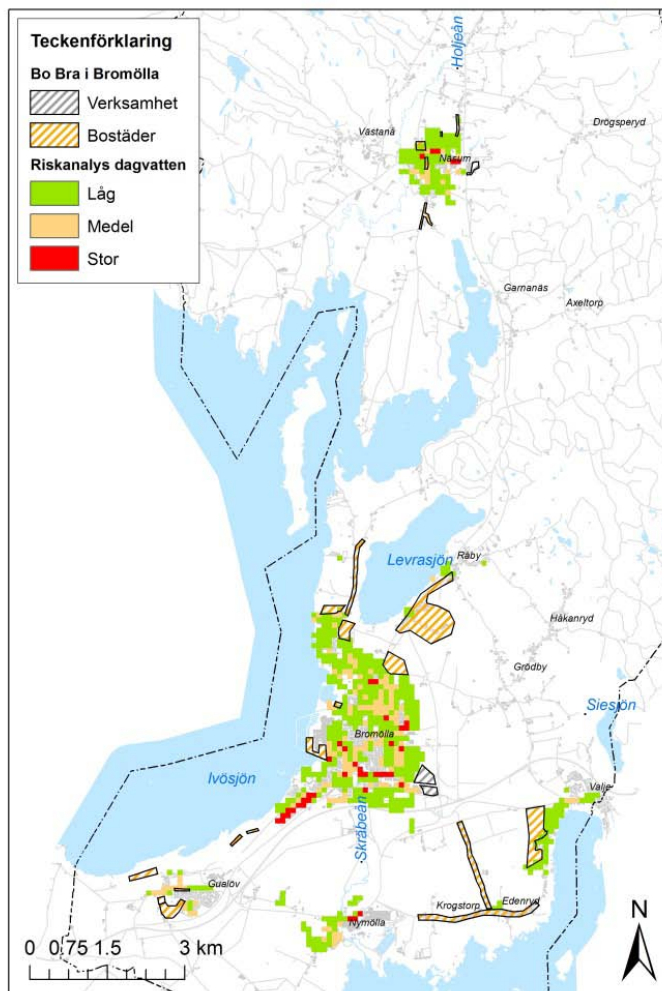 Teckenförklaring
Bo Bra i Bromölla
Verksamhet
Bostäder
Riskanalys dagvatten
Låg
Medel
Stor
Holjeån
Västanå
Drögsperyd
Näsum
Garnanäs
Axeltorp
Levrasjön
Råby
Håkanryd
Grödby
Siesjön
Bromölla
Ivösjön
Valje
Skräbeån
Gualöv
Krogstorp
Edenryd
Nymölla
0 0.75 1.5 3 km
N